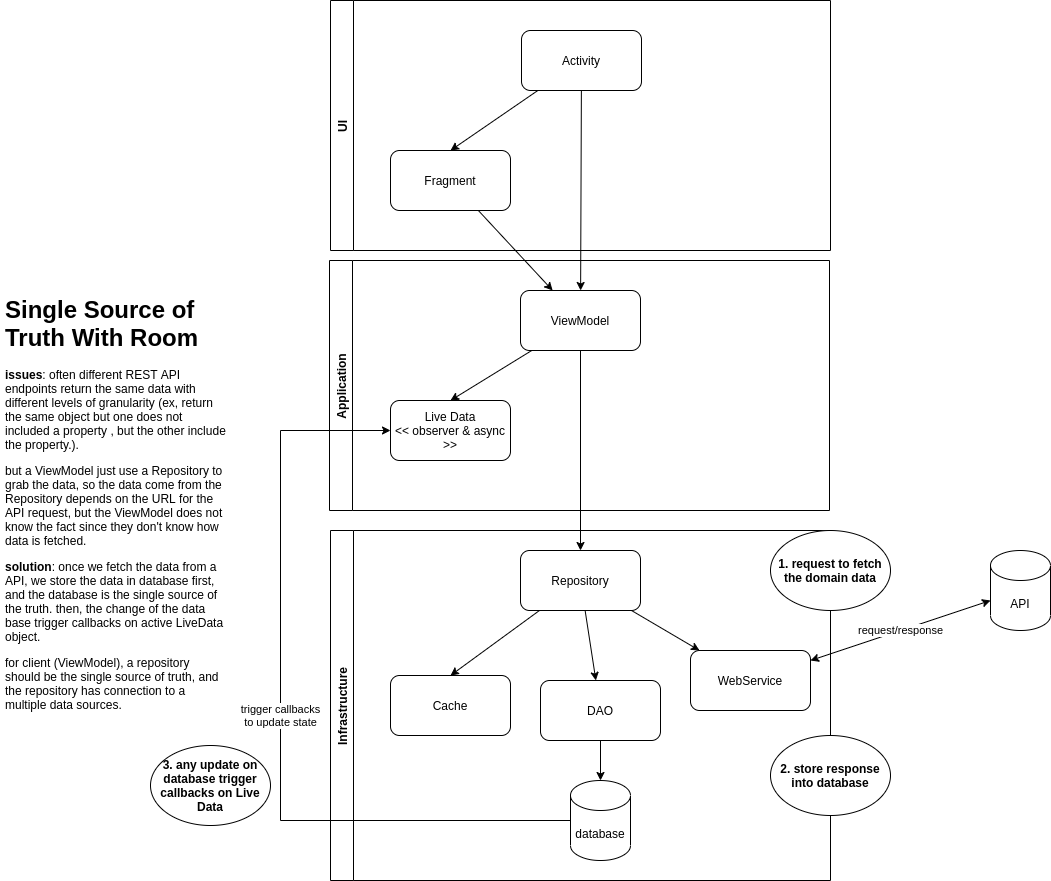 Single Source of
Truth With Room
issues: often different REST API
endpoints return the same data with
different levels of granularity (ex, return
the same object but one does not
included a property , but the other include
the property.).
but a ViewModel just use a Repository to
grab the data, so the data come from the
Repository depends on the URL for the
API request, but the ViewModel does not
know the fact since they don't know how
data is fetched.
solution: once we fetch the data from a
API, we store the data in database first,
and the database is the single source of
the truth. then, the change of the data
base trigger callbacks on active LiveData
object.
for client (ViewModel), a repository
should be the single source of truth, and
the repository has connection to a
multiple data sources.
UI
Activity
Fragment
Application
ViewModel
Live Data
<< observer & async
>>
Infrastructure
Repository
Cache
DAO
WebService
database
1. request to fetch
the domain data
request/response
API
2. store response
into database
trigger callbacks
to update state
3. any update on
database trigger
callbacks on Live
Data